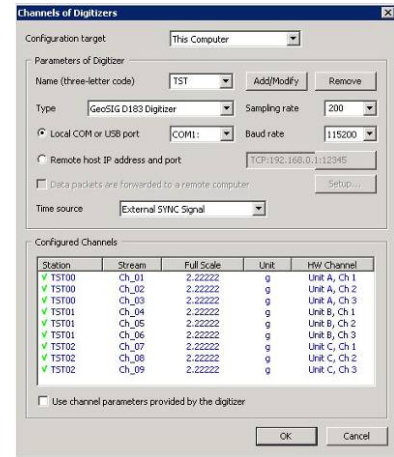 Channels of Digitizers
Configuration target This Computer
Parameters of Digitizer
Name (three-letter code) TST Add/Modify Remove
Type GeoSIG D183 Digitizer Sampling rate 200
Local COM or USB port COM1: Baud rate 115200
Remote host IP address and port TCP:192.168.0.1:12345
Data packets are forwarded to a remote computer Setup...
Time source External SYNC Signal
Configured Channels
Station Stream Full Scale Unit HW Channel
TST00 Ch_01 2.22222 g Unit A, Ch 1
TST00 Ch_02 2.22222 g Unit A, Ch 2
TST00 Ch_03 2.22222 g Unit A, Ch 3
TST01 Ch_04 2.22222 g Unit B, Ch 1
TST01 Ch_05 2.22222 g Unit B, Ch 2
TST01 Ch_06 2.22222 g Unit B, Ch 3
TST02 Ch_07 2.22222 g Unit C, Ch 1
TST02 Ch_08 2.22222 g Unit C, Ch 2
TST02 Ch_09 2.22222 g Unit C, Ch 3
Use channel parameters provided by the digitizer
OK Cancel